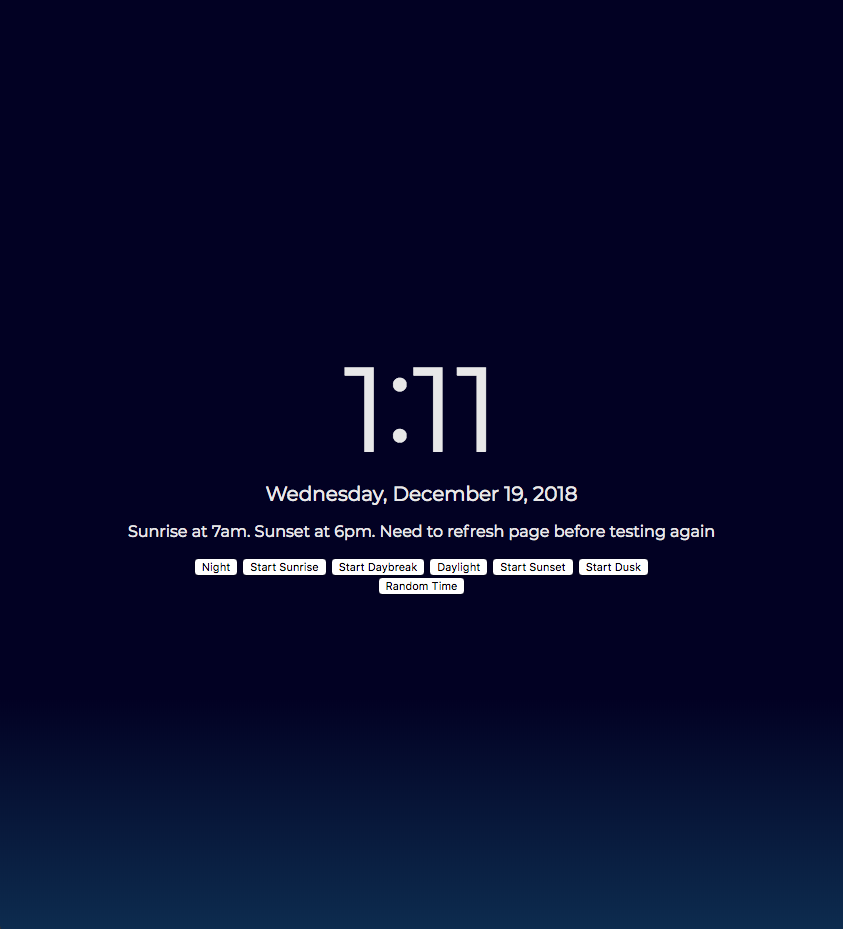 1:11
Wednesday, December 19, 2018
Sunrise at 7am. Sunset at 6pm. Need to refresh page before testing again
Night Start Sunrise Start Daybreak Daylight Start Sunset Start Dusk
Random Time